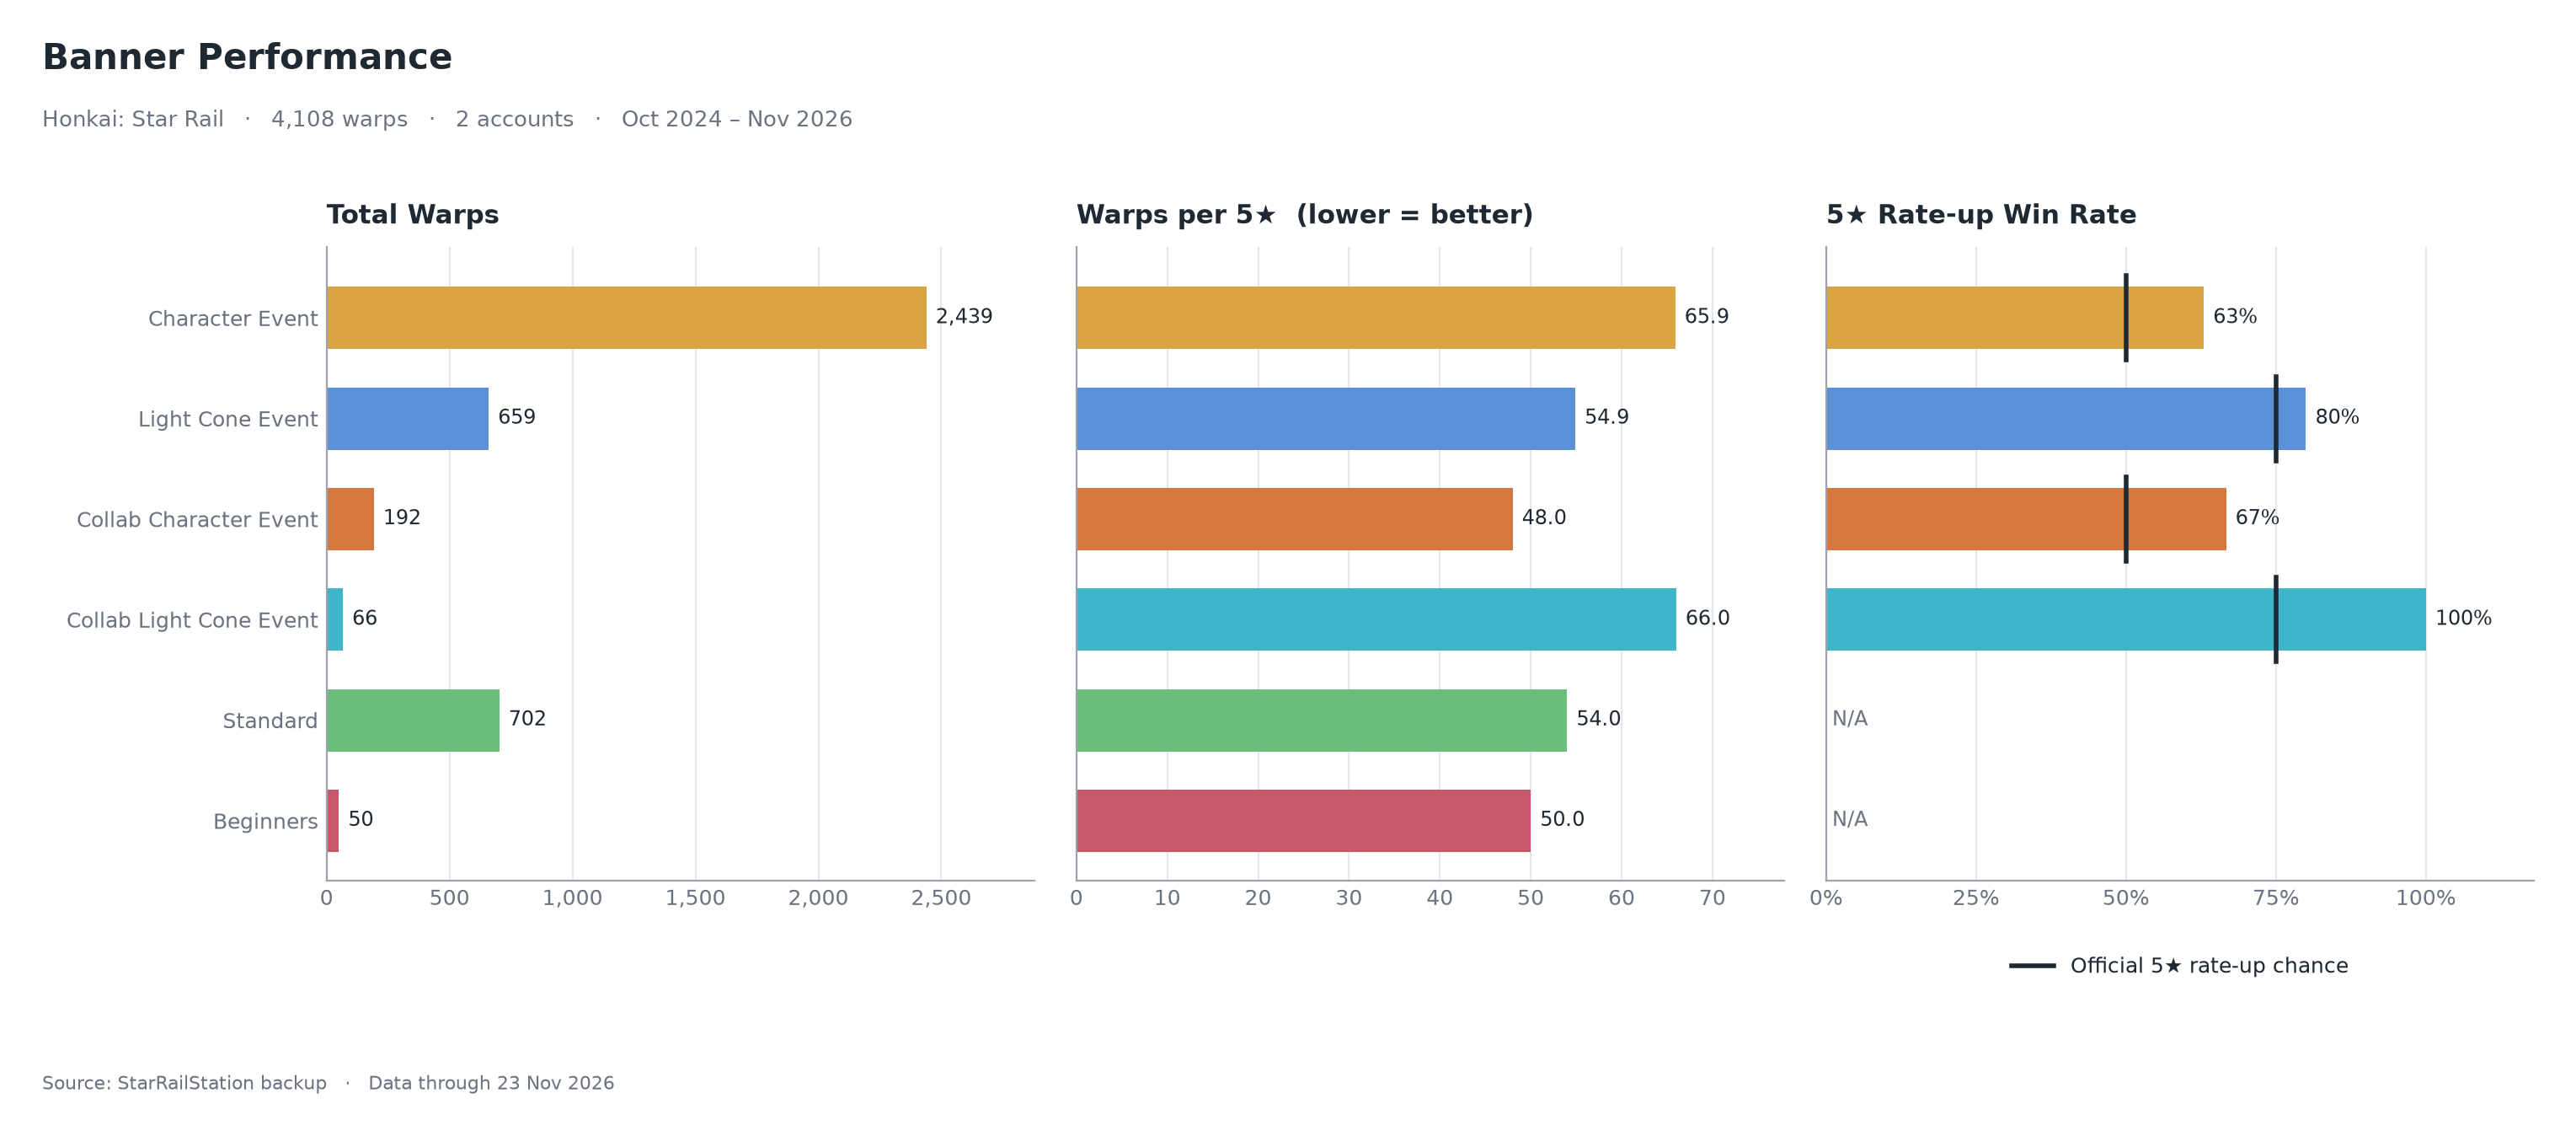 Banner Performance
Honkai: Star Rail · 4,108 warps · 2 accounts · Oct 2024 – Nov 2026
Total Warps
Character Event 2,439
Light Cone Event 659
Collab Character Event 192
Collab Light Cone Event 66
Standard 702
Beginners 50
0 500 1,000 1,500 2,000 2,500
Warps per 5★ (lower = better)
65.9
54.9
48.0
66.0
54.0
50.0
0 10 20 30 40 50 60 70
5★ Rate-up Win Rate
63%
80%
67%
100%
N/A
N/A
0% 25% 50% 75% 100%
Official 5★ rate-up chance
Source: StarRailStation backup · Data through 23 Nov 2026